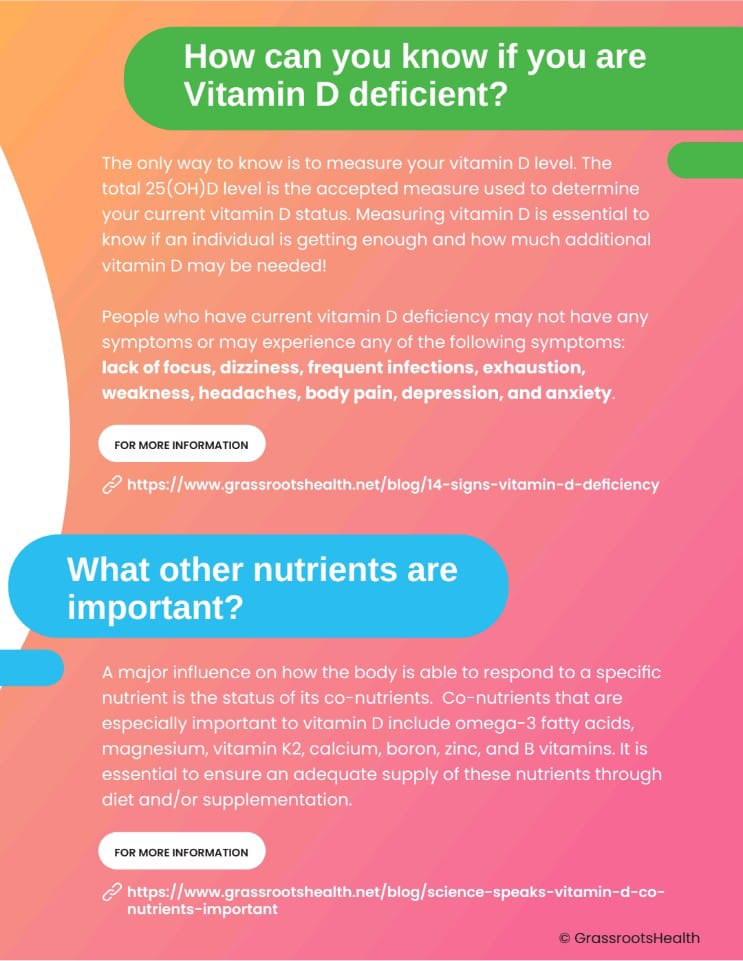 How can you know if you are
Vitamin D deficient?
The only way to know is to measure your vitamin D level. The
total 25(OH)D level is the accepted measure used to determine
your current vitamin D status. Measuring vitamin D is essential to
know if an individual is getting enough and how much additional
vitamin D may be needed!
People who have current vitamin D deficiency may not have any
symptoms or may experience any of the following symptoms:
lack of focus, dizziness, frequent infections, exhaustion,
weakness, headaches, body pain, depression, and anxiety.
FOR MORE INFORMATION
https://www.grassrootshealth.net/blog/14-signs-vitamin-d-deficiency
What other nutrients are
important?
A major influence on how the body is able to respond to a specific
nutrient is the status of its co-nutrients.  Co-nutrients that are
especially important to vitamin D include omega-3 fatty acids,
magnesium, vitamin K2, calcium, boron, zinc, and B vitamins. It is
essential to ensure an adequate supply of these nutrients through
diet and/or supplementation.
FOR MORE INFORMATION
https://www.grassrootshealth.net/blog/science-speaks-vitamin-d-co-
nutrients-important
© GrassrootsHealth